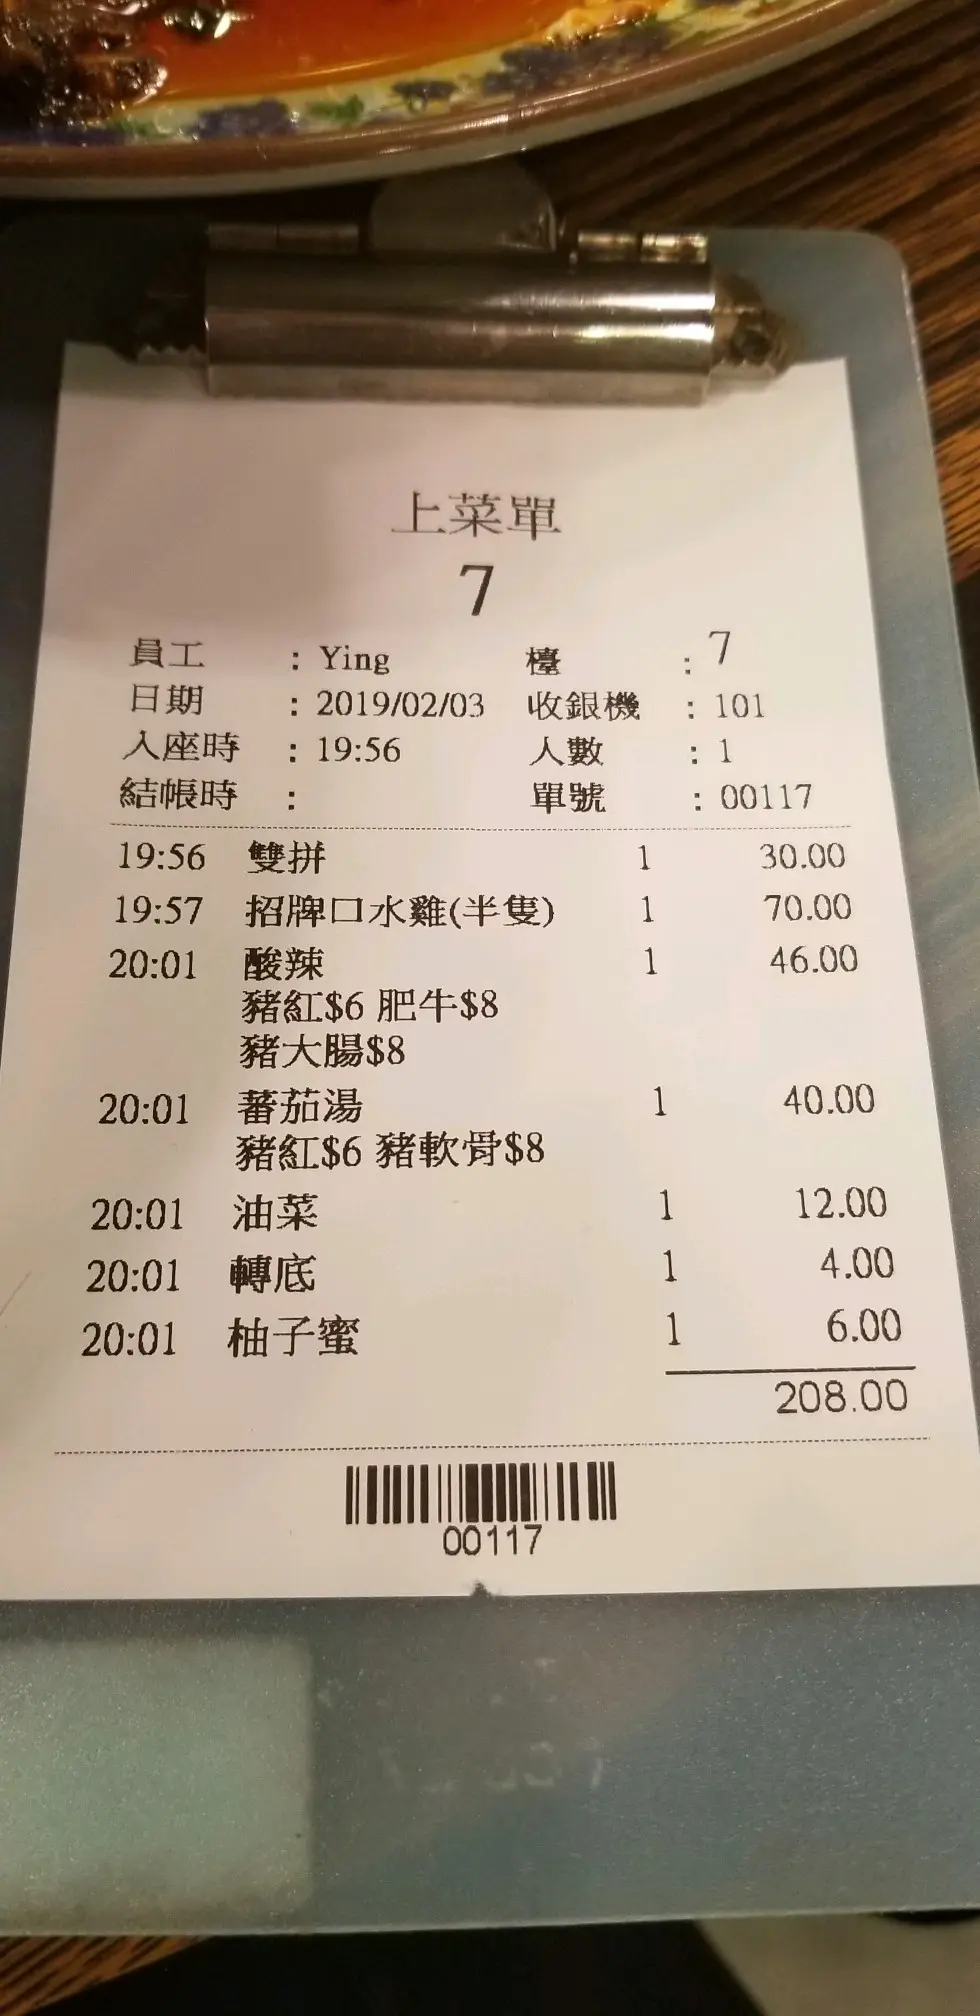 上菜單
7
員工 : Ying 檯 : 7
日期 : 2019/02/03 收銀機 : 101
入座時 : 19:56 人數 : 1
結帳時 : 單號 : 00117
19:56 雙拼 1 30.00
19:57 招牌口水雞(半隻) 1 70.00
20:01 酸辣 1 46.00
豬紅$6 肥牛$8
豬大腸$8
20:01 蕃茄湯 1 40.00
豬紅$6 豬軟骨$8
20:01 油菜 1 12.00
20:01 轉底 1 4.00
20:01 柚子蜜 1 6.00
208.00
00117